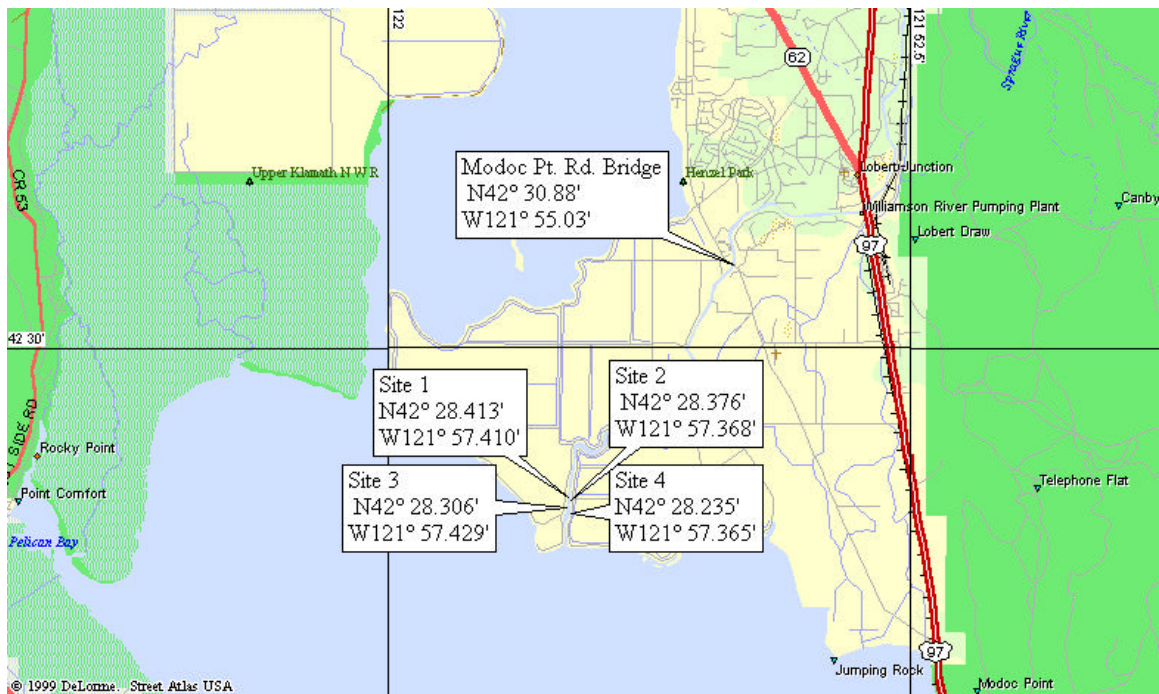 122
121 52.5'
Sprague River
62
CR 53
Upper Klamath N W R
Modoc Pt. Rd. Bridge
N42° 30.88'
W121° 55.03'
Henzel Park
Lobert Junction
Williamson River Pumping Plant
Canby
Lobert Draw
97
42 30'
Site 1
N42° 28.413'
W121° 57.410'
Site 2
N42° 28.376'
W121° 57.368'
SIDE RD
Rocky Point
Site 3
N42° 28.306'
W121° 57.429'
Site 4
N42° 28.235'
W121° 57.365'
Telephone Flat
Point Comfort
Pelican Bay
97
Jumping Rock
Modoc Point
© 1999 DeLorme. Street Atlas USA